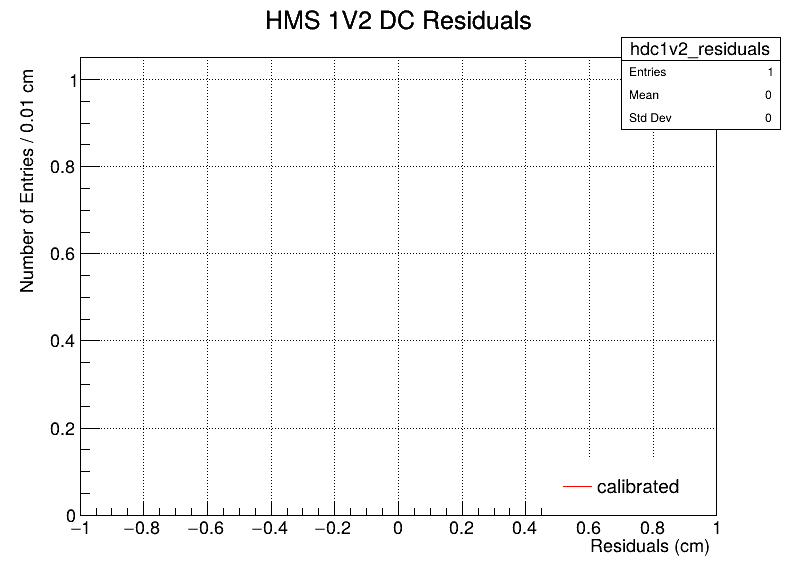 HMS 1V2 DC Residuals
hdc1v2_residuals
Entries 1
Mean 0
Std Dev 0
Number of Entries / 0.01 cm
1
0.8
0.6
0.4
0.2
0
calibrated
−1 −0.8 −0.6 −0.4 −0.2 0 0.2 0.4 0.6 0.8 1
Residuals (cm)